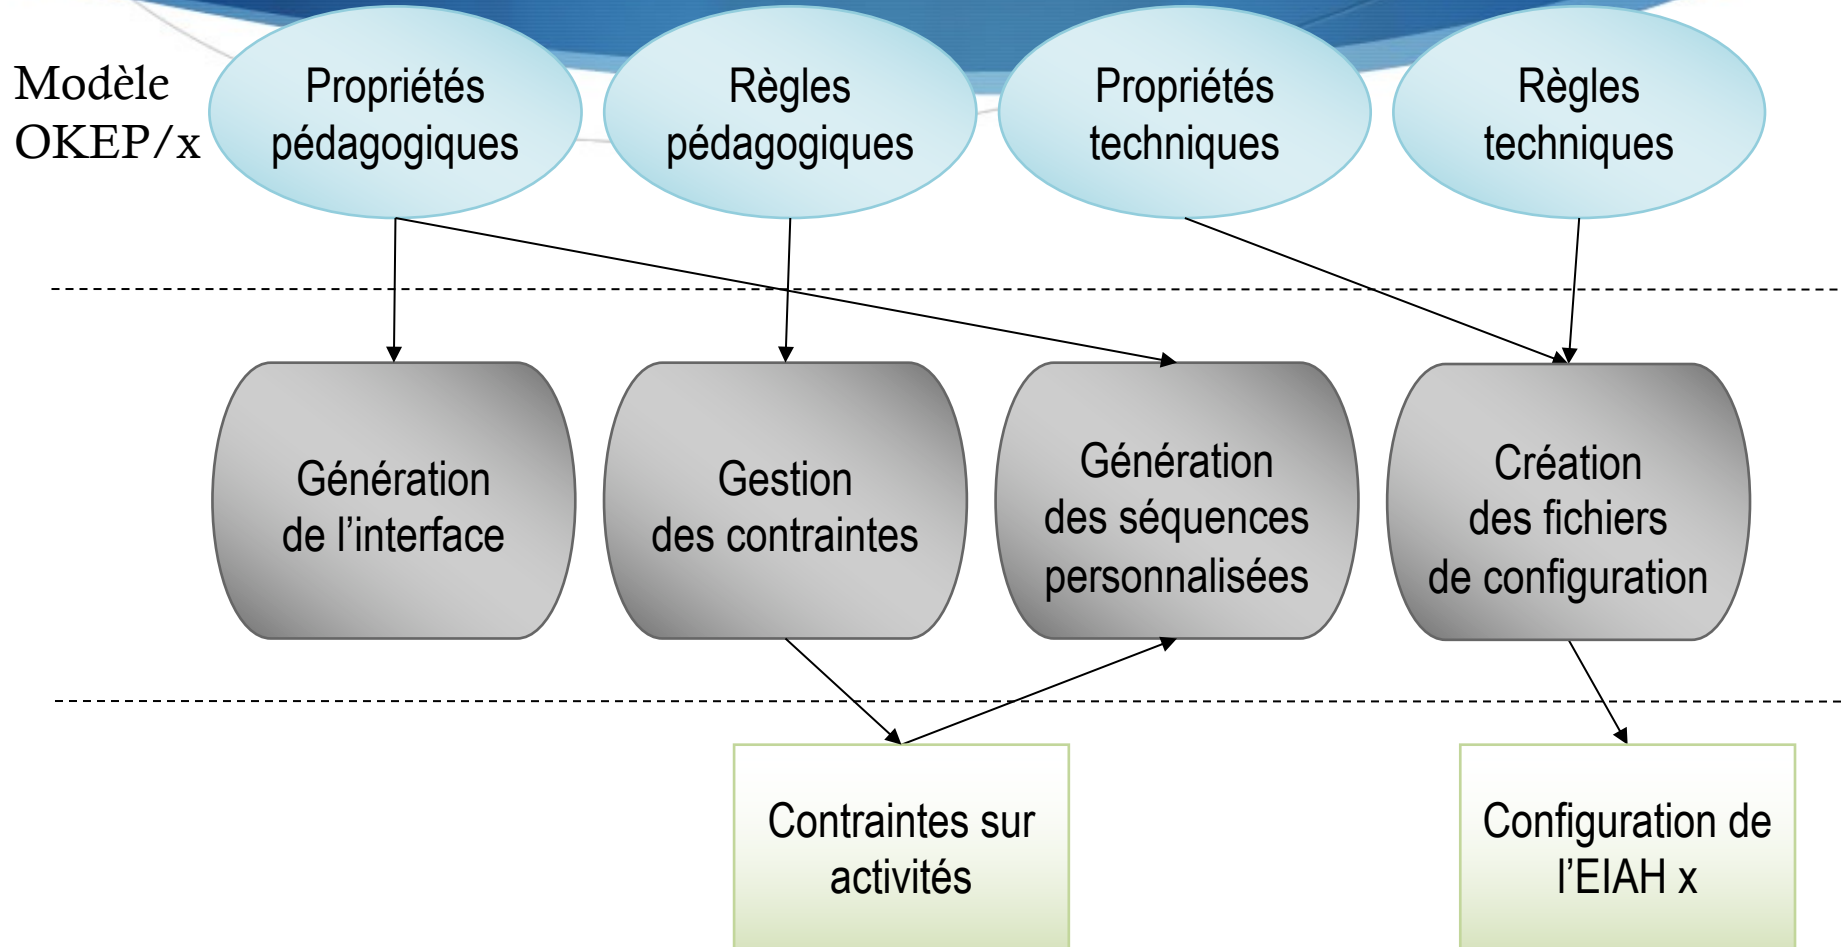 Modèle
OKEP/x
Propriétés
pédagogiques
Règles
pédagogiques
Propriétés
techniques
Règles
techniques
Génération
de l’interface
Gestion
des contraintes
Génération
des séquences
personnalisées
Création
des fichiers
de configuration
Contraintes sur
activités
Configuration de
l’EIAH x